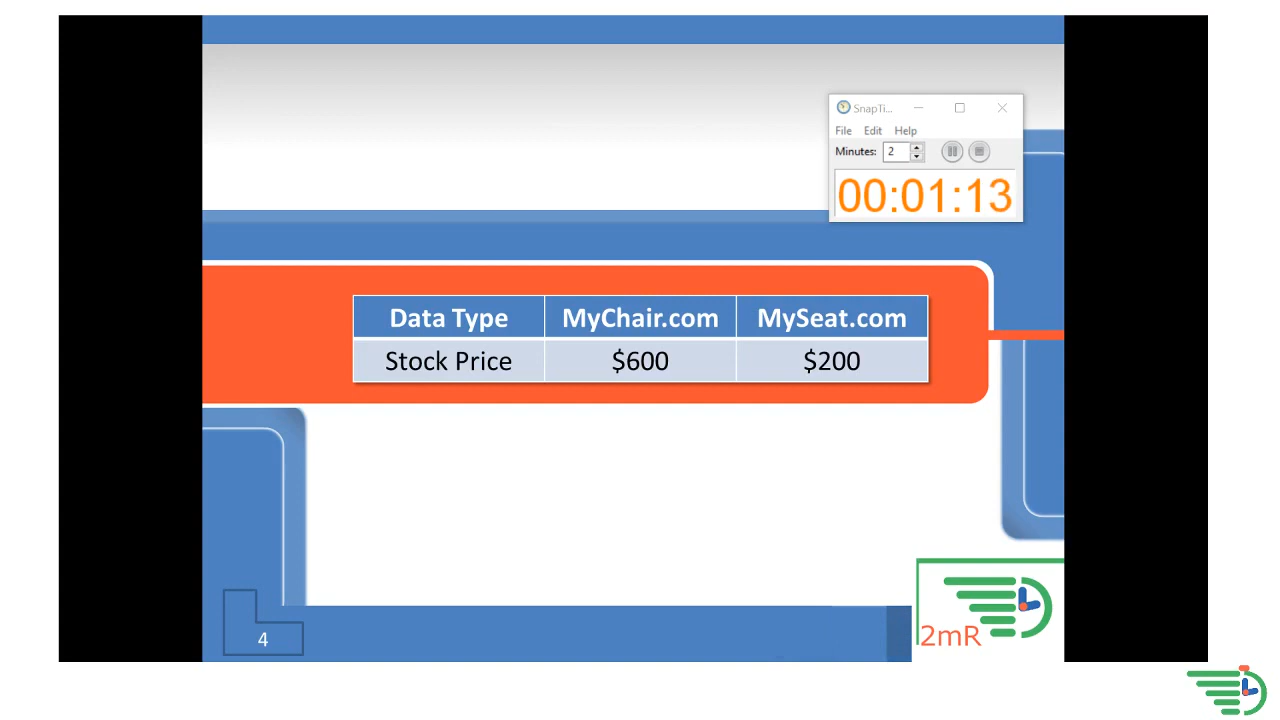 SnapTi...
File Edit Help
Minutes: 2
00:01:13
Data Type MyChair.com MySeat.com
Stock Price $600 $200
4
2mR